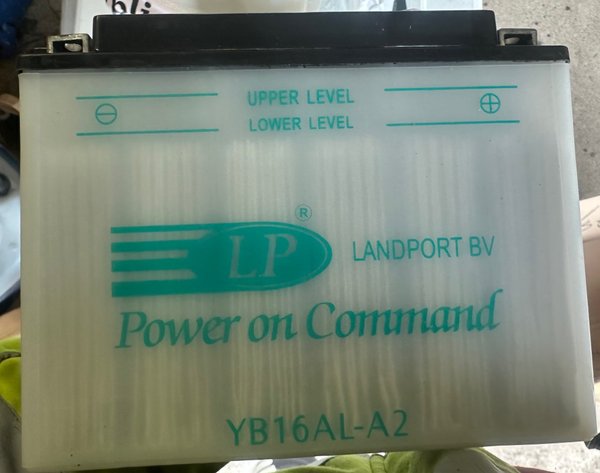 UPPER LEVEL
LOWER LEVEL
LP ®
LANDPORT BV
Power on Command
YB16AL-A2